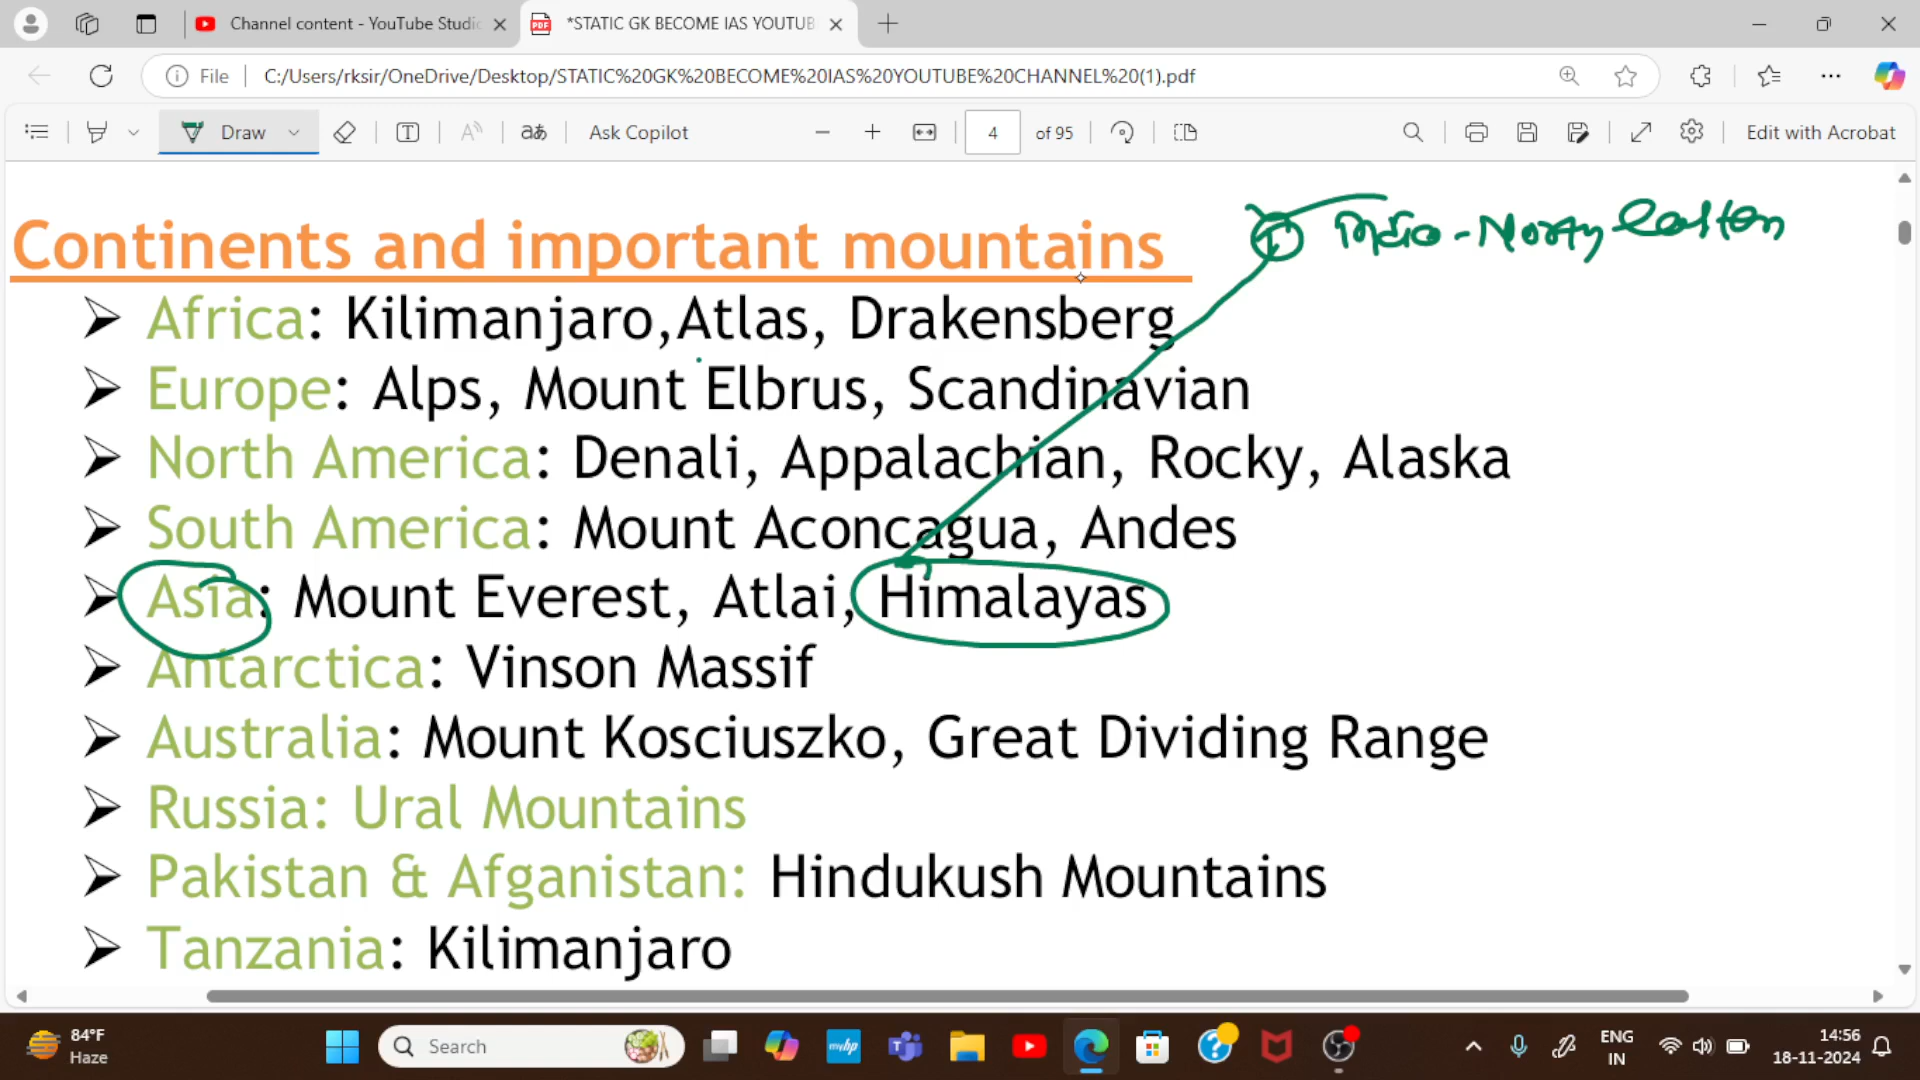 Channel content - YouTube Studio
*STATIC GK BECOME IAS YOUTUB
File C:/Users/rksir/OneDrive/Desktop/STATIC%20GK%20BECOME%20IAS%20YOUTUBE%20CHANNEL%20(1).pdf
Draw Ask Copilot 4 of 95 Edit with Acrobat
Continents and important mountains
India - North Eastern
Africa: Kilimanjaro,Atlas, Drakensberg
Europe: Alps, Mount Elbrus, Scandinavian
North America: Denali, Appalachian, Rocky, Alaska
South America: Mount Aconcagua, Andes
Asia: Mount Everest, Atlai, Himalayas
Antarctica: Vinson Massif
Australia: Mount Kosciuszko, Great Dividing Range
Russia: Ural Mountains
Pakistan & Afganistan: Hindukush Mountains
Tanzania: Kilimanjaro
84°F
Haze
Search
ENG
IN
14:56
18-11-2024